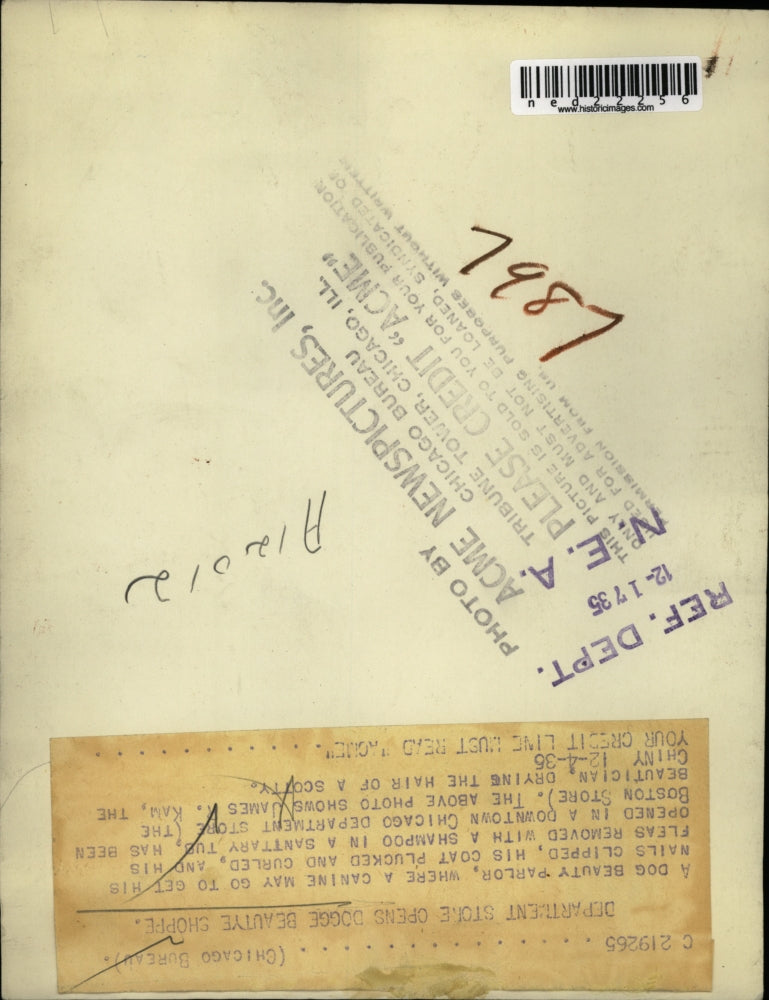 ned22256
www.historicimages.com
7987
PHOTO BY
ACME NEWSPICTURES, Inc.
CHICAGO BUREAU
TRIBUNE TOWER, CHICAGO, ILL.
PLEASE CREDIT "ACME"
THIS PICTURE IS SOLD TO YOU FOR YOUR PUBLICATION
ONLY AND MUST NOT BE LOANED, SYNDICATED OR
USED FOR ADVERTISING PURPOSES WITHOUT WRITTEN
PERMISSION FROM US.
N. E. A.
12-1735
REF. DEPT.
A12012
C 219265 (CHICAGO BUREAU).
DEPARTMENT STORE OPENS DOGGE BEAUTYE SHOPPE.
A DOG BEAUTY PARLOR, WHERE A CANINE MAY GO TO GET HIS
NAILS CLIPPED, HIS COAT PLUCKED AND CURLED, AND HIS
FLEAS REMOVED WITH A SHAMPOO IN A SANITARY TUB, HAS BEEN
OPENED IN A DOWNTOWN CHICAGO DEPARTMENT STORE (THE
BOSTON STORE). THE ABOVE PHOTO SHOWS JAMES KAM, THE
BEAUTICIAN, DRYING THE HAIR OF A SCOTTY.
CHINY 12-4-35
YOUR CREDIT LINE MUST READ "ACME"